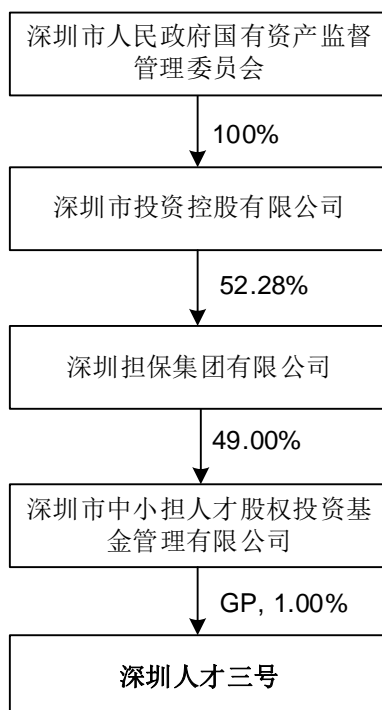 深圳市人民政府国有资产监督
管理委员会
100%
深圳市投资控股有限公司
52.28%
深圳担保集团有限公司
49.00%
深圳市中小担人才股权投资基
金管理有限公司
GP, 1.00%
深圳人才三号